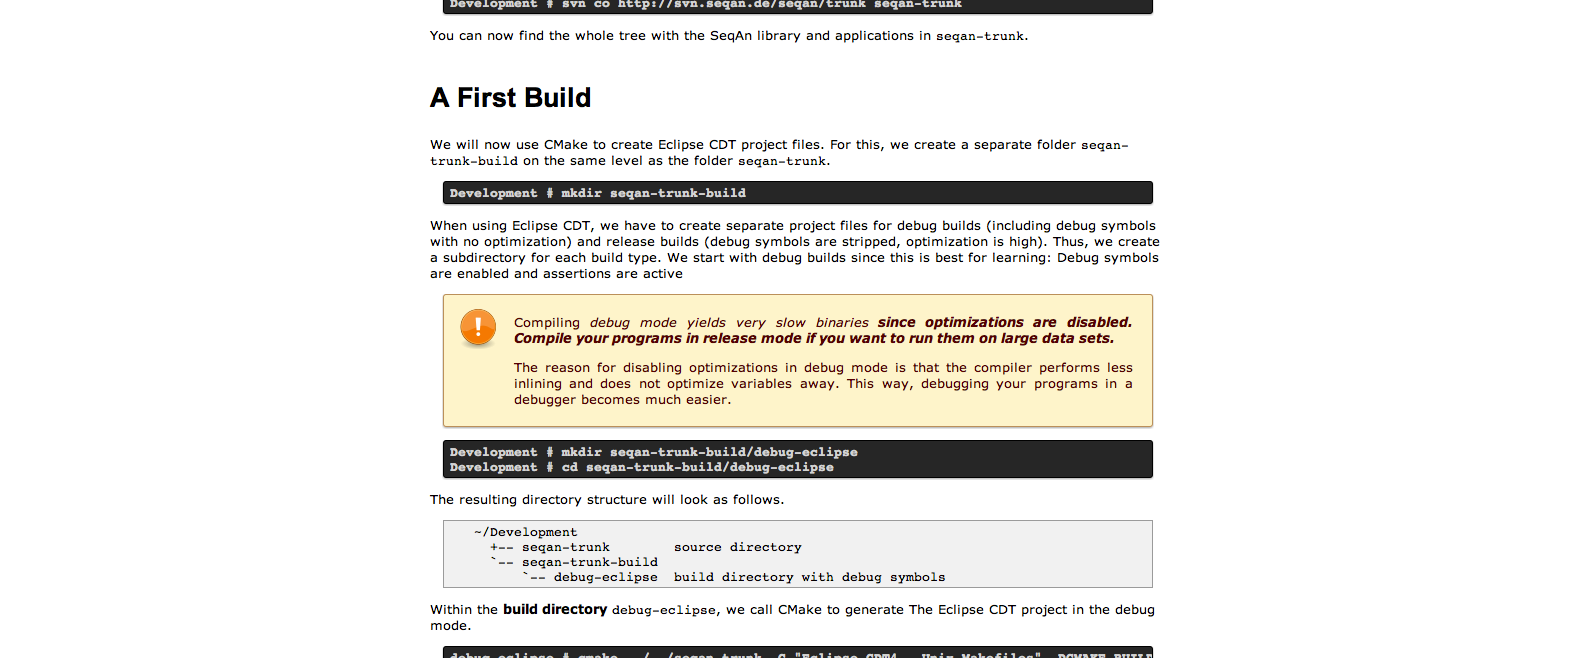 Development # svn co http://svn.seqan.de/seqan/trunk seqan-trunk
You can now find the whole tree with the SeqAn library and applications in seqan-trunk.
A First Build
We will now use CMake to create Eclipse CDT project files. For this, we create a separate folder seqan-
trunk-build on the same level as the folder seqan-trunk.
Development # mkdir seqan-trunk-build
When using Eclipse CDT, we have to create separate project files for debug builds (including debug symbols
with no optimization) and release builds (debug symbols are stripped, optimization is high). Thus, we create
a subdirectory for each build type. We start with debug builds since this is best for learning: Debug symbols
are enabled and assertions are active
Compiling debug mode yields very slow binaries since optimizations are disabled.
Compile your programs in release mode if you want to run them on large data sets.
The reason for disabling optimizations in debug mode is that the compiler performs less
inlining and does not optimize variables away. This way, debugging your programs in a
debugger becomes much easier.
Development # mkdir seqan-trunk-build/debug-eclipse
Development # cd seqan-trunk-build/debug-eclipse
The resulting directory structure will look as follows.
~/Development
+-- seqan-trunk        source directory
`-- seqan-trunk-build
`-- debug-eclipse  build directory with debug symbols
Within the build directory debug-eclipse, we call CMake to generate The Eclipse CDT project in the debug
mode.
debug-eclipse # cmake ../../seqan-trunk -G "Eclipse CDT4 - Unix Makefiles" -DCMAKE_BUILD